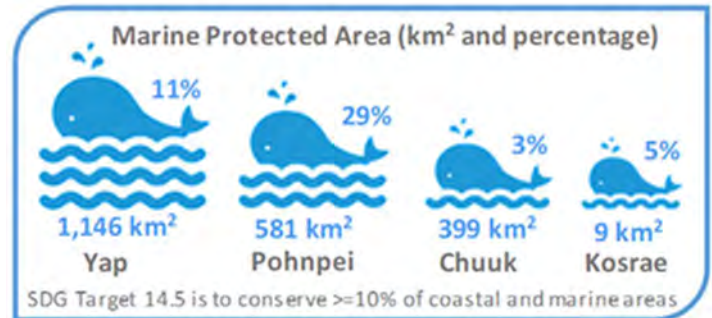 Marine Protected Area (km² and percentage)
11%
29%
3%
5%
1,146 km²
581 km²
399 km²
9 km²
Yap
Pohnpei
Chuuk
Kosrae
SDG Target 14.5 is to conserve >=10% of coastal and marine areas